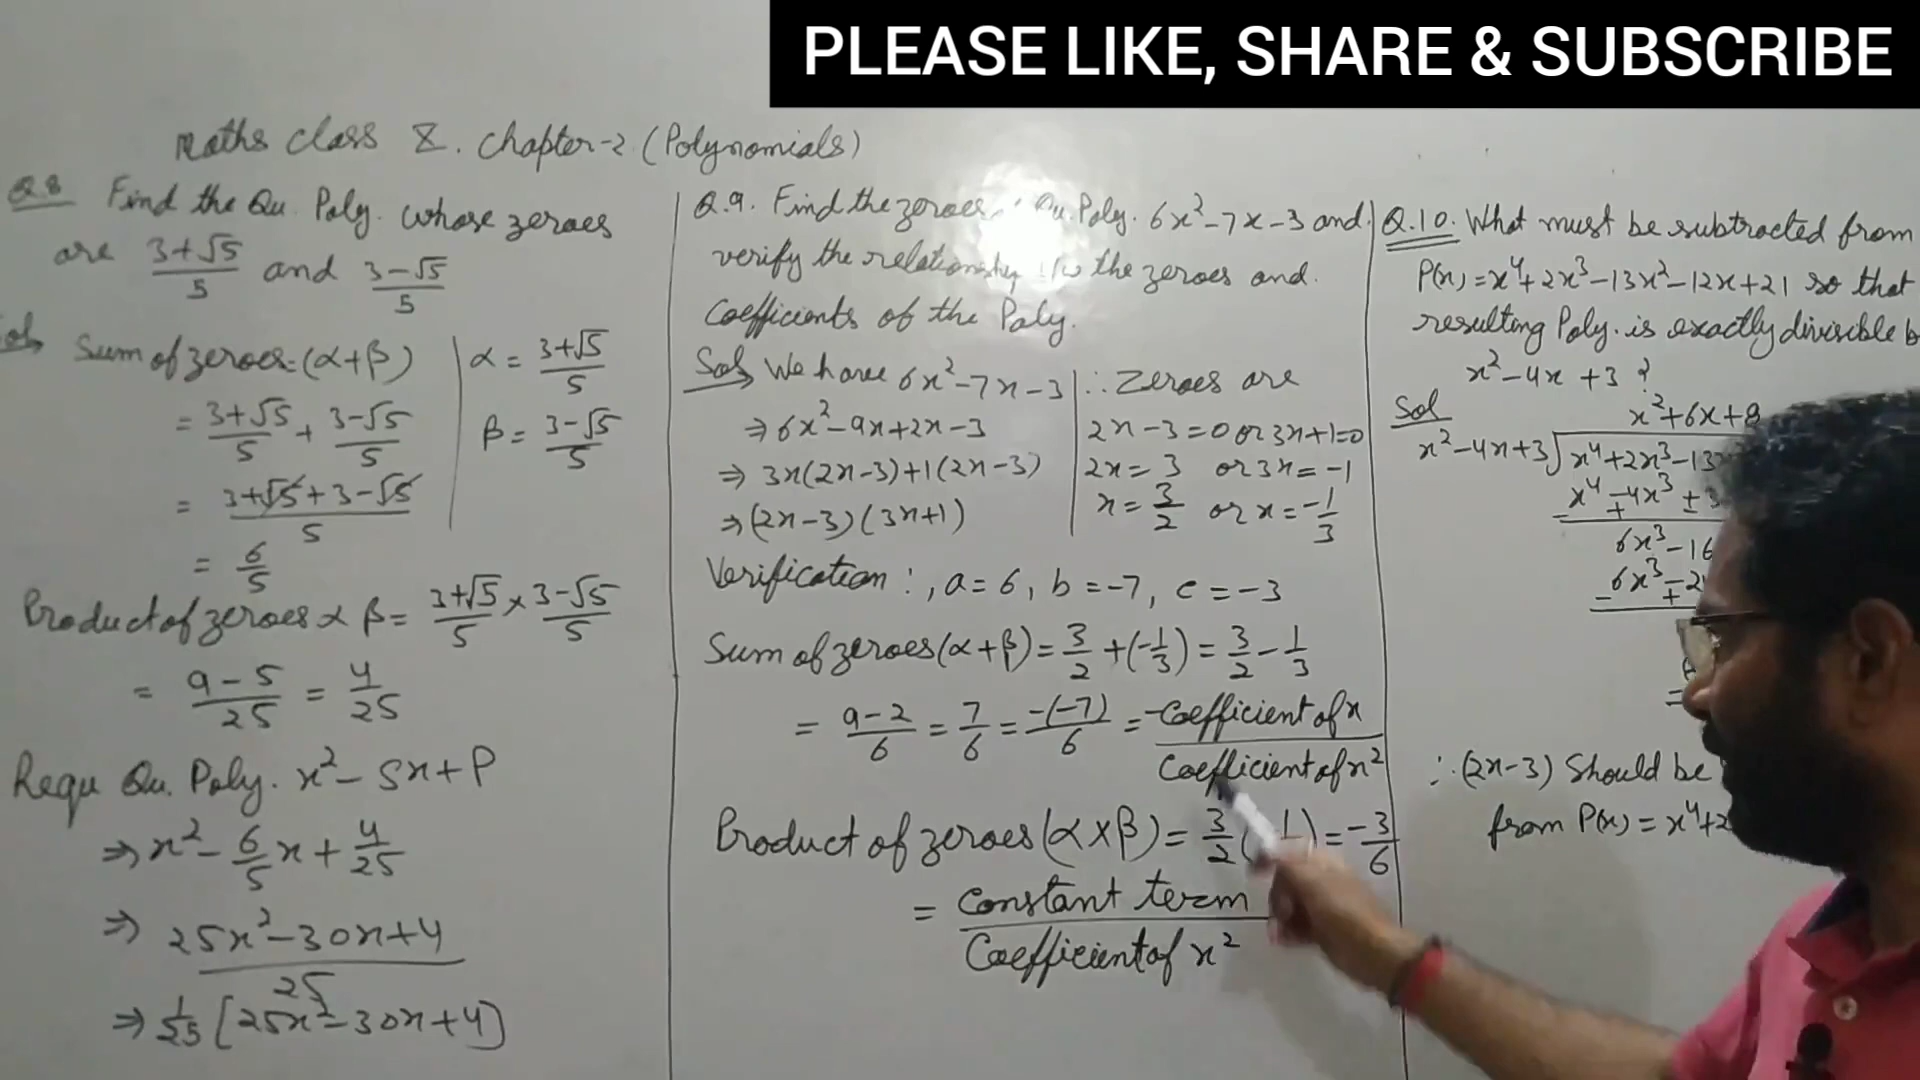 PLEASE LIKE, SHARE & SUBSCRIBE
Maths Class X. Chapter-2 (Polynomials)
Q.8 Find the Qu. Poly. whose zeroes
are 3+√5/5 and 3-√5/5
Sol
Sum of zeroes = (α+β)
= 3+√5/5 + 3-√5/5
= 3+√5+3-√5/5
= 6/5
α = 3+√5/5
β = 3-√5/5
Product of zeroes α β = 3+√5/5 × 3-√5/5
= 9-5/25 = 4/25
Requ Qu. Poly. x²-Sx+P
⇒ x² - 6/5 x + 4/25
⇒ 25x²-30x+4/25
⇒ 1/25 [25x²-30x+4]
Q.9. Find the zeroes Qu. Poly. 6x²-7x-3 and
verify the relationship b/w the zeroes and
Coefficients of the Poly.
Sol We have 6x²-7x-3
⇒ 6x²-9x+2x-3
⇒ 3x(2x-3)+1(2x-3)
⇒ (2x-3)(3x+1)
∴ Zeroes are
2x-3=0 or 3x+1=0
2x=3 or 3x=-1
x=3/2 or x=-1/3
Verification :, a=6, b=-7, c=-3
Sum of zeroes (α+β) = 3/2 + (-1/3) = 3/2 - 1/3
= 9-2/6 = 7/6 = -(-7)/6 = -Coefficient of x/Coefficient of x²
Product of zeroes (α×β) = 3/2 ( 1 ) = -3/6
= Constant term/Coefficient of x²
Q.10. What must be subtracted from
P(x)=x⁴+2x³-13x²-12x+21 so that
resulting Poly. is exactly divisible b
x²-4x+3 ?
Sol
x²+6x+8
x²-4x+3) x⁴+2x³-13
x⁴-4x³+3
- + -
6x³-16
6x³-2
- +
=
∴ (2x-3) Should be
from P(x)=x⁴+2